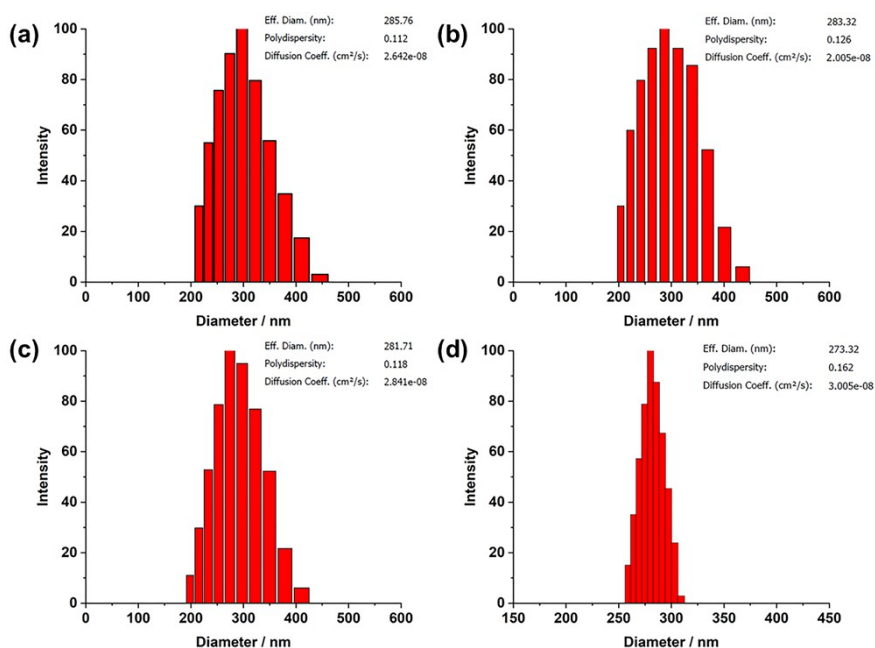 (a)
Eff. Diam. (nm): 285.76
Polydispersity: 0.112
Diffusion Coeff. (cm²/s): 2.642e-08
100
80
60
40
20
0
Intensity
0 100 200 300 400 500 600
Diameter / nm
(b)
Eff. Diam. (nm): 283.32
Polydispersity: 0.126
Diffusion Coeff. (cm²/s): 2.005e-08
100
80
60
40
20
0
Intensity
0 100 200 300 400 500 600
Diameter / nm
(c)
Eff. Diam. (nm): 281.71
Polydispersity: 0.118
Diffusion Coeff. (cm²/s): 2.841e-08
100
80
60
40
20
0
Intensity
0 100 200 300 400 500 600
Diameter / nm
(d)
Eff. Diam. (nm): 273.32
Polydispersity: 0.162
Diffusion Coeff. (cm²/s): 3.005e-08
100
80
60
40
20
0
Intensity
150 200 250 300 350 400 450
Diameter / nm